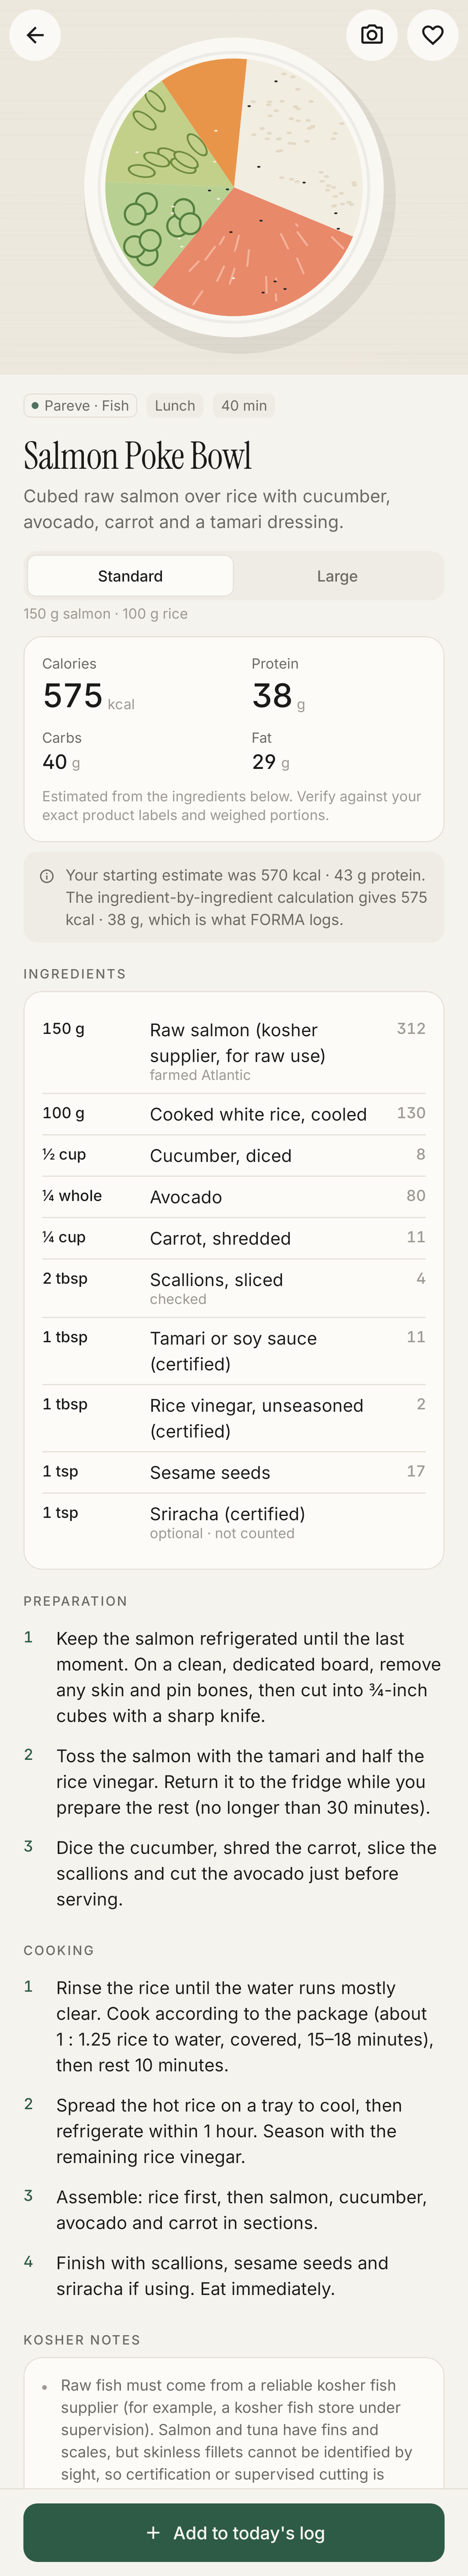 Pareve · Fish
Lunch
40 min
Salmon Poke Bowl
Cubed raw salmon over rice with cucumber,
avocado, carrot and a tamari dressing.
Standard
Large
150 g salmon · 100 g rice
Calories
Protein
575 kcal
38 g
Carbs
Fat
40 g
29 g
Estimated from the ingredients below. Verify against your
exact product labels and weighed portions.
Your starting estimate was 570 kcal · 43 g protein.
The ingredient-by-ingredient calculation gives 575
kcal · 38 g, which is what FORMA logs.
INGREDIENTS
150 g Raw salmon (kosher 312
supplier, for raw use)
farmed Atlantic
100 g Cooked white rice, cooled 130
½ cup Cucumber, diced 8
¼ whole Avocado 80
¼ cup Carrot, shredded 11
2 tbsp Scallions, sliced 4
checked
1 tbsp Tamari or soy sauce 11
(certified)
1 tbsp Rice vinegar, unseasoned 2
(certified)
1 tsp Sesame seeds 17
1 tsp Sriracha (certified)
optional · not counted
PREPARATION
1 Keep the salmon refrigerated until the last
moment. On a clean, dedicated board, remove
any skin and pin bones, then cut into ¾-inch
cubes with a sharp knife.
2 Toss the salmon with the tamari and half the
rice vinegar. Return it to the fridge while you
prepare the rest (no longer than 30 minutes).
3 Dice the cucumber, shred the carrot, slice the
scallions and cut the avocado just before
serving.
COOKING
1 Rinse the rice until the water runs mostly
clear. Cook according to the package (about
1 : 1.25 rice to water, covered, 15–18 minutes),
then rest 10 minutes.
2 Spread the hot rice on a tray to cool, then
refrigerate within 1 hour. Season with the
remaining rice vinegar.
3 Assemble: rice first, then salmon, cucumber,
avocado and carrot in sections.
4 Finish with scallions, sesame seeds and
sriracha if using. Eat immediately.
KOSHER NOTES
• Raw fish must come from a reliable kosher fish
supplier (for example, a kosher fish store under
supervision). Salmon and tuna have fins and
scales, but skinless fillets cannot be identified by
sight, so certification or supervised cutting is
+ Add to today's log